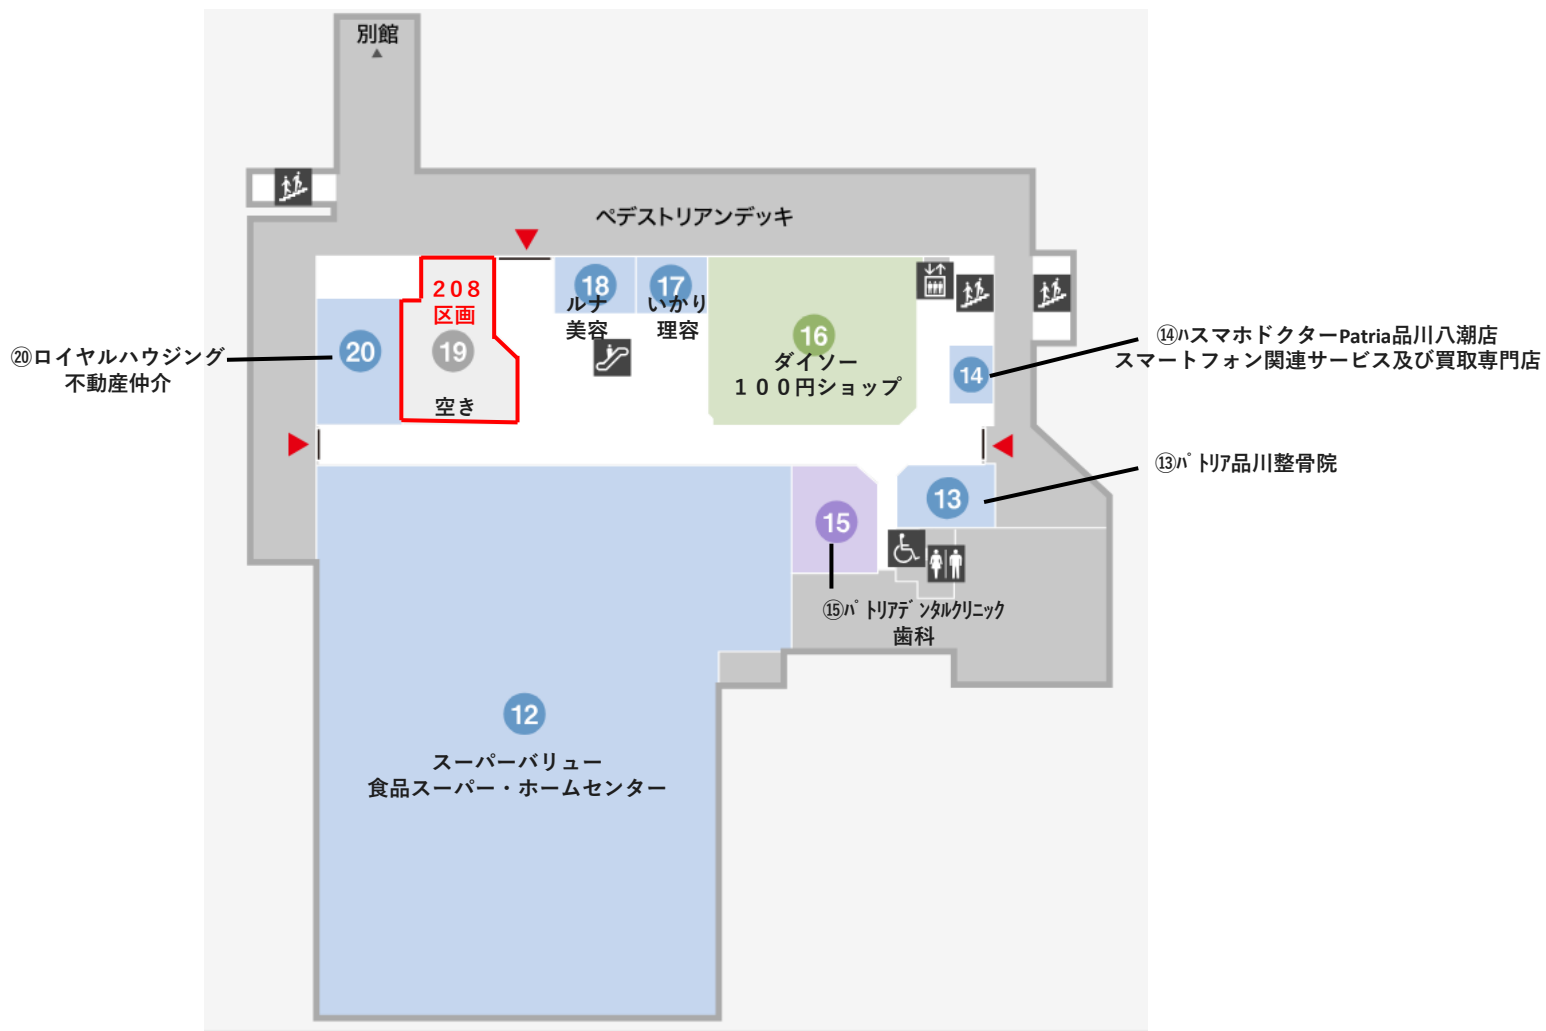 別館
ペデストリアンデッキ
208
区画
19
空き
18
ルナ
美容
17
いかり
理容
16
ダイソー
100円ショップ
20
⑳ロイヤルハウジング
不動産仲介
14
⑭ﾊスマホドクターPatria品川八潮店
スマートフォン関連サービス及び買取専門店
13
⑬ﾊﾟﾄﾘｱ品川整骨院
15
⑮ﾊﾟﾄﾘｱﾃﾞﾝﾀﾙｸﾘﾆｯｸ
歯科
12
スーパーバリュー
食品スーパー・ホームセンター